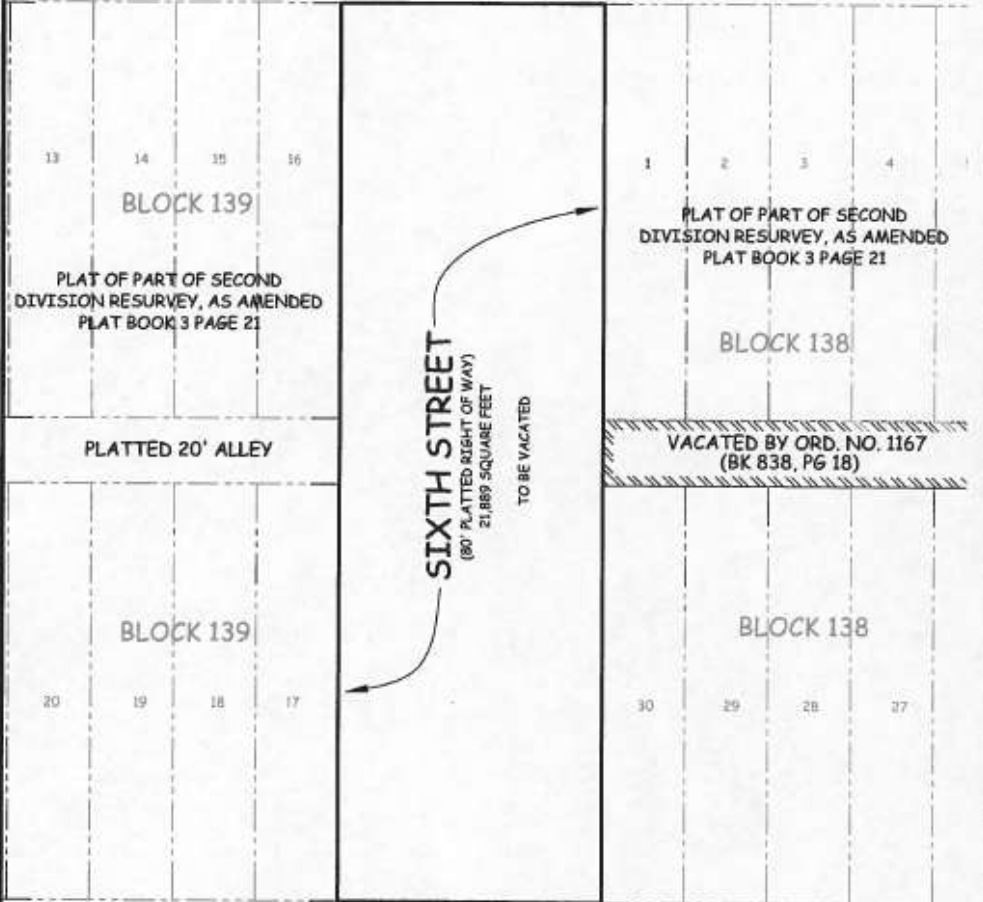 13 14 15 16
BLOCK 139
PLAT OF PART OF SECOND
DIVISION RESURVEY, AS AMENDED
PLAT BOOK 3 PAGE 21
PLATTED 20' ALLEY
BLOCK 139
20 19 18 17
SIXTH STREET
(80' PLATTED RIGHT OF WAY)
21,889 SQUARE FEET
TO BE VACATED
1 2 3 4
PLAT OF PART OF SECOND
DIVISION RESURVEY, AS AMENDED
PLAT BOOK 3 PAGE 21
BLOCK 138
VACATED BY ORD. NO. 1167
(BK 838, PG 18)
BLOCK 138
30 29 28 27